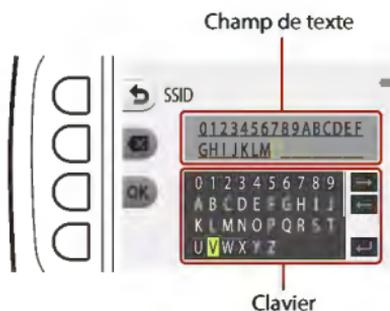 Champ de texte
SSID
0123456789ABCDEF
GHIJKLM
OK
0 1 2 3 4 5 6 7 8 9
A B C D E F G H I J
K L M N O P Q R S T
U V W X Y Z
Clavier